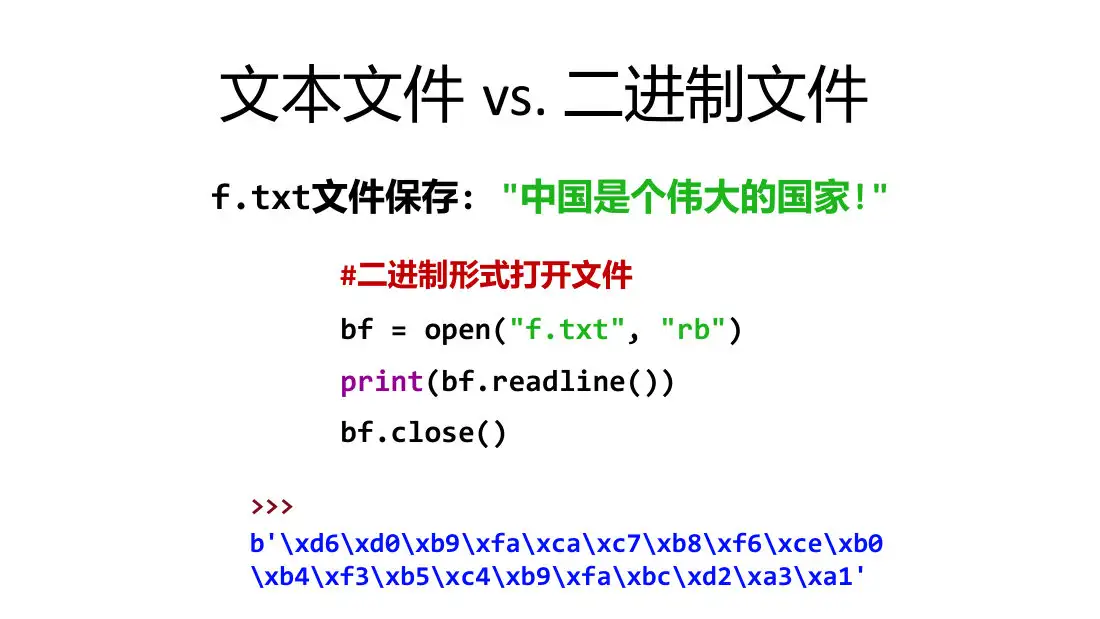 文本文件 vs. 二进制文件
f.txt文件保存: "中国是个伟大的国家!"
#二进制形式打开文件
bf = open("f.txt", "rb")
print(bf.readline())
bf.close()
>>>
b'\xd6\xd0\xb9\xfa\xca\xc7\xb8\xf6\xce\xb0
\xb4\xf3\xb5\xc4\xb9\xfa\xbc\xd2\xa3\xa1'